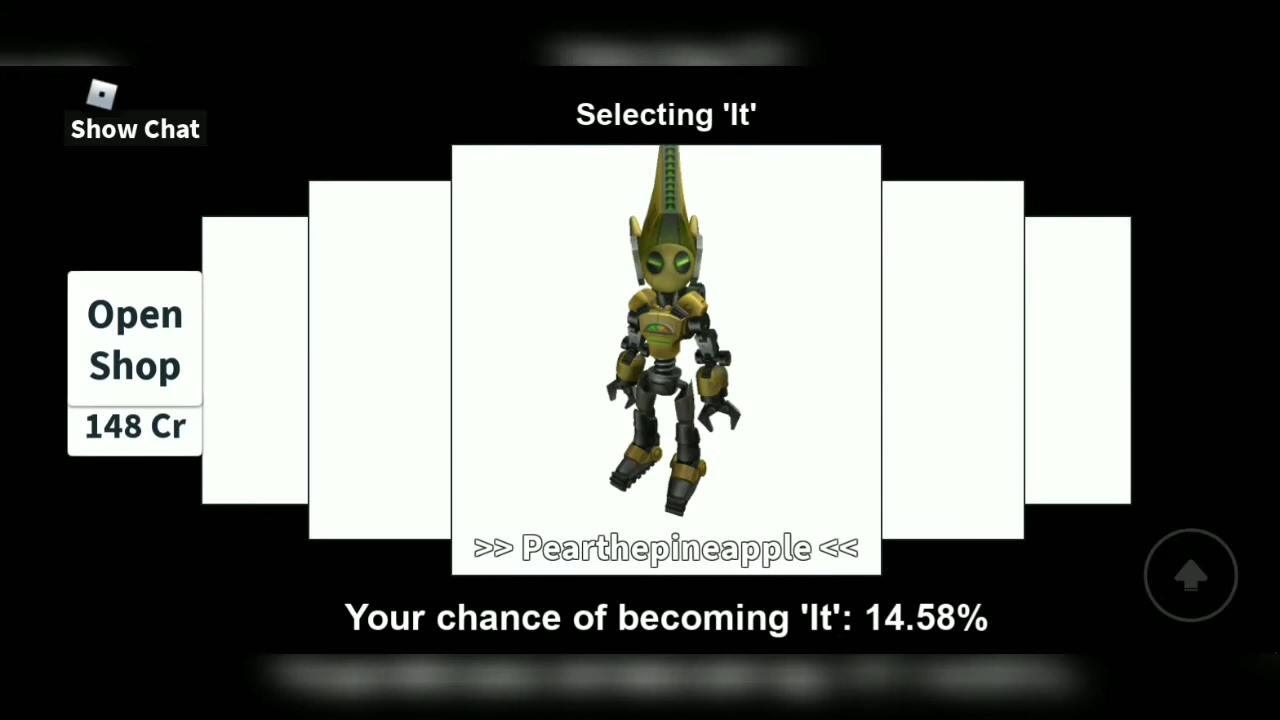 Show Chat
Selecting 'It'
Open
Shop
148 Cr
>> Pearthepineapple <<
Your chance of becoming 'It': 14.58%